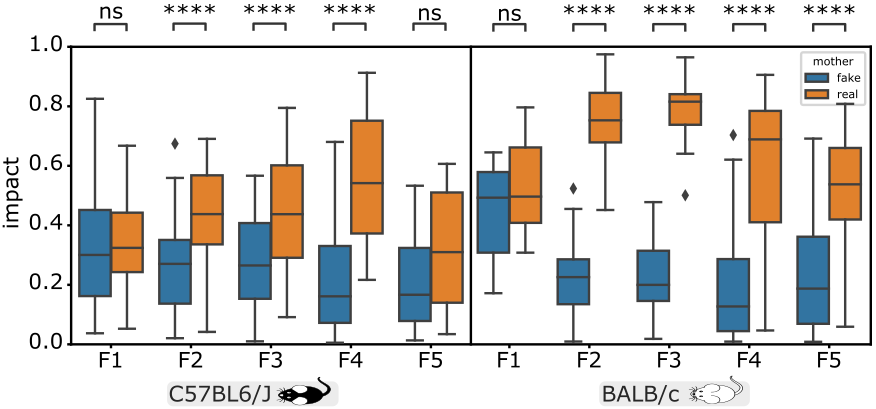 ns **** **** **** ns ns **** **** **** ****
1.0
0.8
0.6
0.4
0.2
0.0
impact
mother
fake
real
F1 F2 F3 F4 F5 F1 F2 F3 F4 F5
C57BL6/J BALB/c